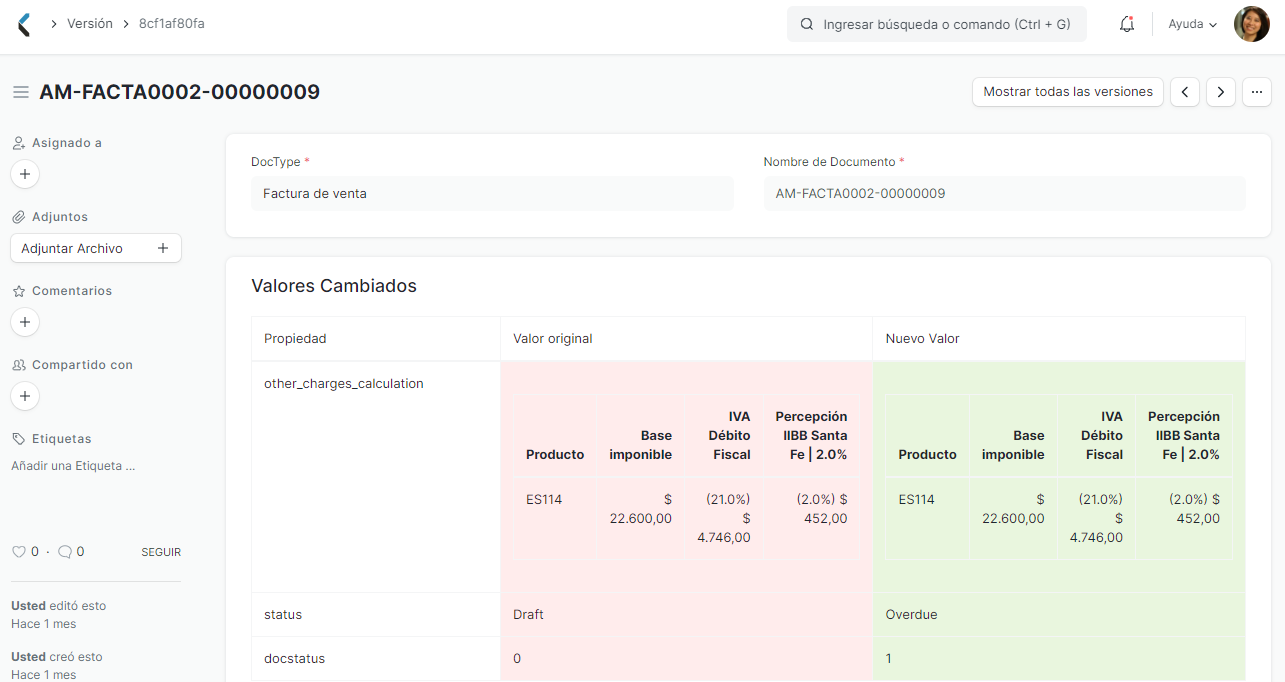 Versión
8cf1af80fa
Ingresar búsqueda o comando (Ctrl + G)
Ayuda
AM-FACTA0002-00000009
Mostrar todas las versiones
Asignado a
Adjuntos
Adjuntar Archivo
Comentarios
Compartido con
Etiquetas
Añadir una Etiqueta ...
0 · 0 SEGUIR
Usted editó esto
Hace 1 mes
Usted creó esto
Hace 1 mes
DocType *
Factura de venta
Nombre de Documento *
AM-FACTA0002-00000009
Valores Cambiados
Propiedad Valor original Nuevo Valor
other_charges_calculation
Producto
Base
imponible
IVA
Débito
Fiscal
Percepción
IIBB Santa
Fe | 2.0%
ES114
$
22.600,00
(21.0%)
$
4.746,00
(2.0%) $
452,00
Producto
Base
imponible
IVA
Débito
Fiscal
Percepción
IIBB Santa
Fe | 2.0%
ES114
$
22.600,00
(21.0%)
$
4.746,00
(2.0%) $
452,00
status Draft Overdue
docstatus 0 1